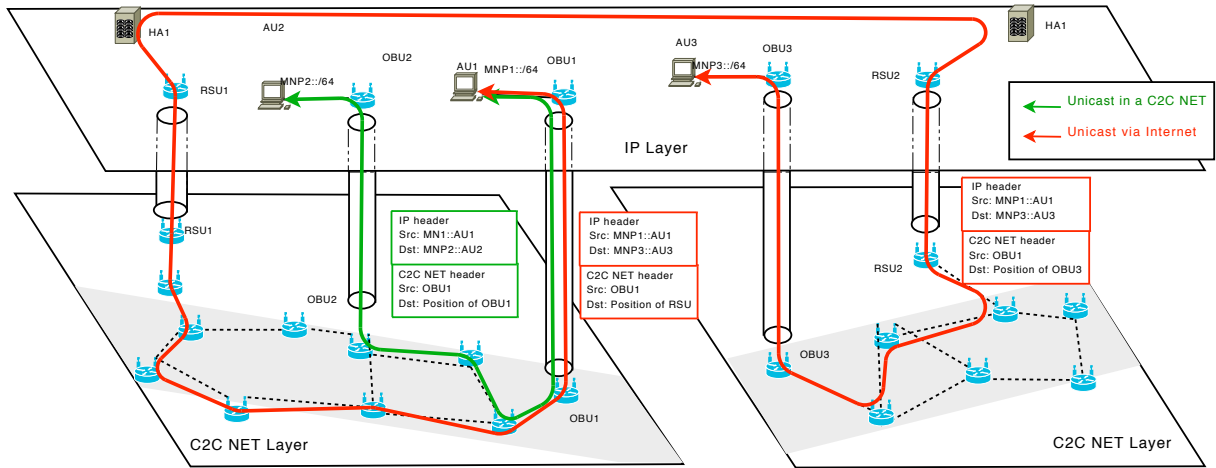 HA1
AU2
OBU2
AU1
MNP1::/64
OBU1
AU3
MNP3::/64
OBU3
RSU2
HA1
RSU1
MNP2::/64
Unicast in a C2C NET
Unicast via Internet
IP Layer
RSU1
IP header
Src: MN1::AU1
Dst: MNP2::AU2
C2C NET header
Src: OBU1
Dst: Position of OBU1
IP header
Src: MNP1::AU1
Dst: MNP3::AU3
C2C NET header
Src: OBU1
Dst: Position of RSU
IP header
Src: MNP1::AU1
Dst: MNP3::AU3
C2C NET header
Src: OBU1
Dst: Position of OBU3
RSU2
OBU2
OBU3
OBU1
C2C NET Layer
C2C NET Layer